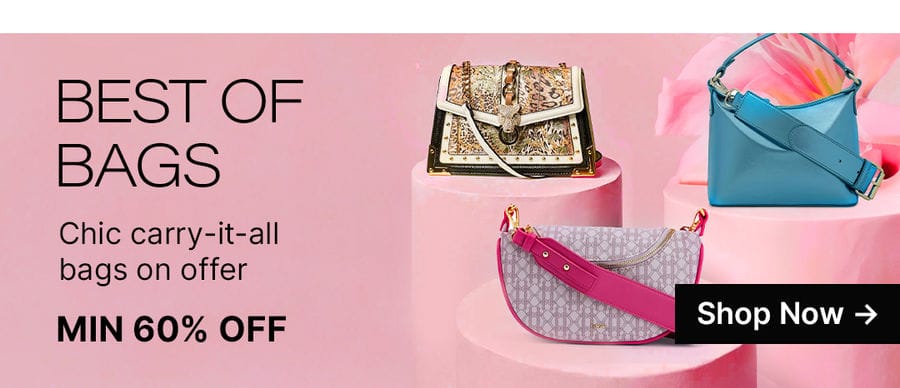 BEST OF
BAGS
Chic carry-it-all
bags on offer
MIN 60% OFF
Shop Now →